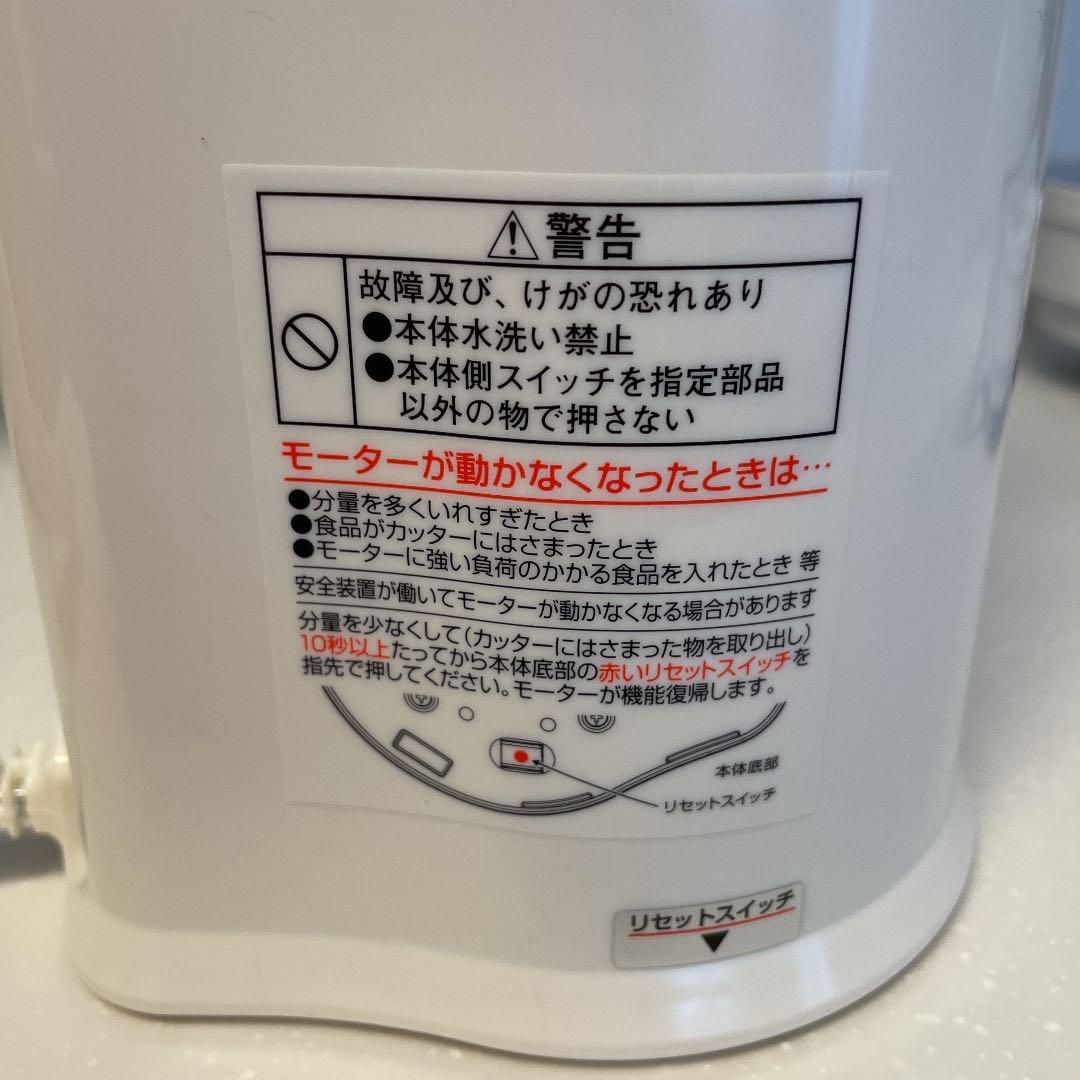 警告
故障及び、けがの恐れあり
●本体水洗い禁止
●本体側スイッチを指定部品
以外の物で押さない
モーターが動かなくなったときは…
●分量を多くいれすぎたとき
●食品がカッターにはさまったとき
●モーターに強い負荷のかかる食品を入れたとき 等
安全装置が働いてモーターが動かなくなる場合があります
分量を少なくして(カッターにはさまった物を取り出し)
10秒以上たってから本体底部の赤いリセットスイッチを
指先で押してください。モーターが機能復帰します。
本体底部
リセットスイッチ
リセットスイッチ